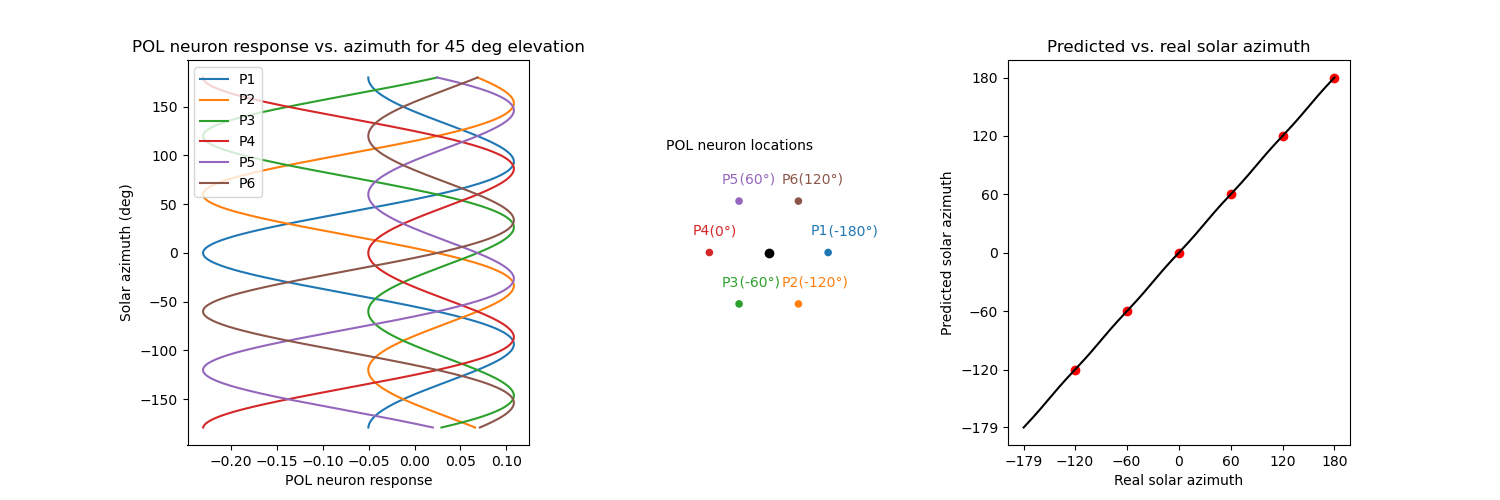 POL neuron response vs. azimuth for 45 deg elevation
Solar azimuth (deg)
150
100
50
0
−50
−100
−150
P1
P2
P3
P4
P5
P6
−0.20 −0.15 −0.10 −0.05 0.00 0.05 0.10
POL neuron response
POL neuron locations
P5(60°) P6(120°)
P4(0°) P1(-180°)
P3(-60°) P2(-120°)
Predicted vs. real solar azimuth
Predicted solar azimuth
180
120
60
0
−60
−120
−179
−179 −120 −60 0 60 120 180
Real solar azimuth